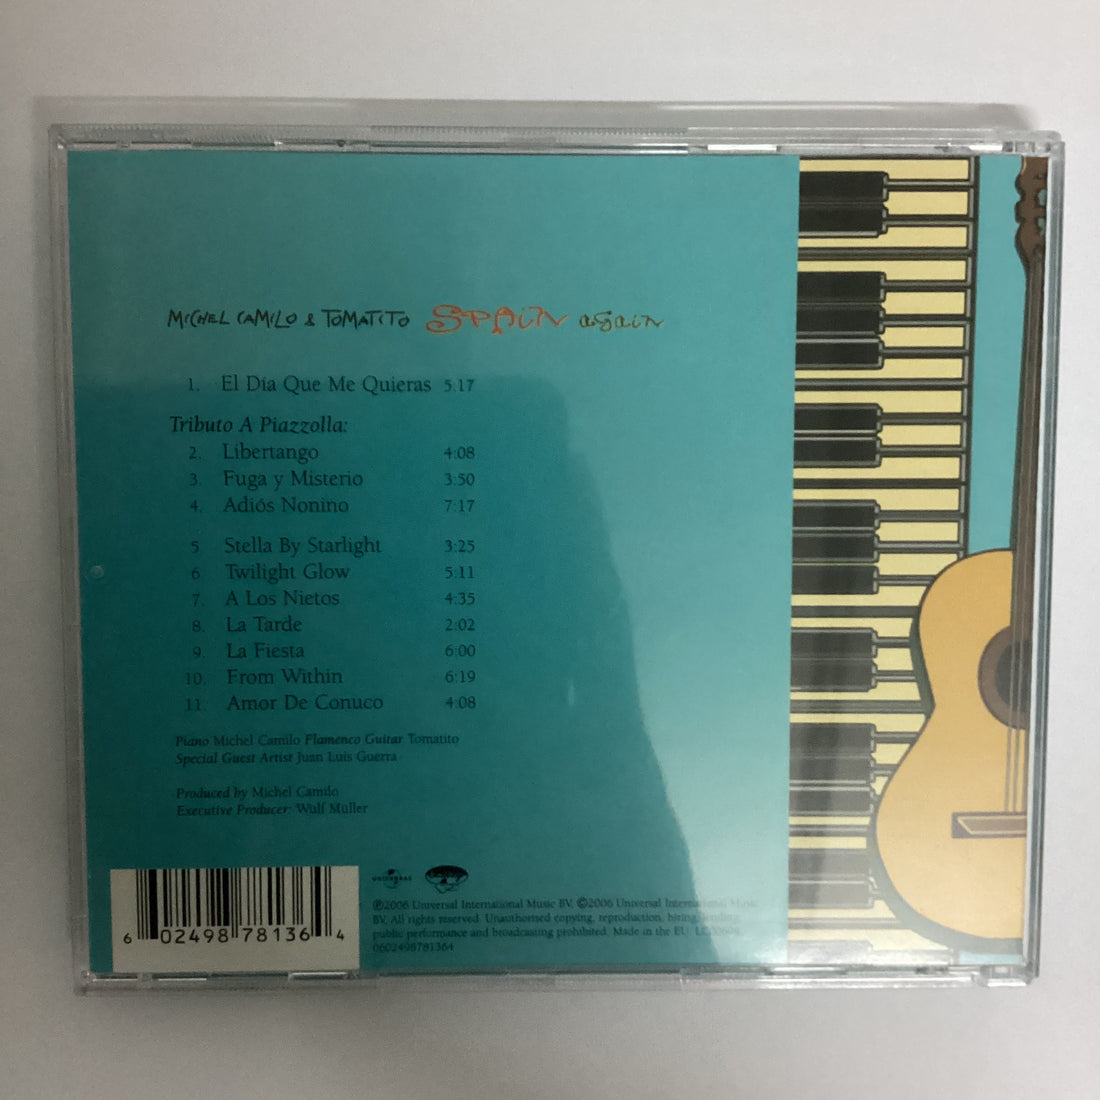 MICHEL CAMILO & TOMATITO SPAIN again
1. El Día Que Me Quieras 5:17
Tributo A Piazzolla:
2. Libertango 4:08
3. Fuga y Misterio 3:50
4. Adiós Nonino 7:17
5 Stella By Starlight 3:25
6 Twilight Glow 5:11
7. A Los Nietos 4:35
8. La Tarde 2:02
9. La Fiesta 6:00
10. From Within 6:19
11. Amor De Conuco 4:08
Piano Michel Camilo Flamenco Guitar Tomatito
Special Guest Artist Juan Luis Guerra
Produced by Michel Camilo
Executive Producer: Wulf Müller
6 02498 78136 4
UNIVERSAL
℗2006 Universal International Music BV. ©2006 Universal International Music
BV. All rights reserved. Unauthorised copying, reproduction, hiring, lending,
public performance and broadcasting prohibited. Made in the EU.
0602498781364